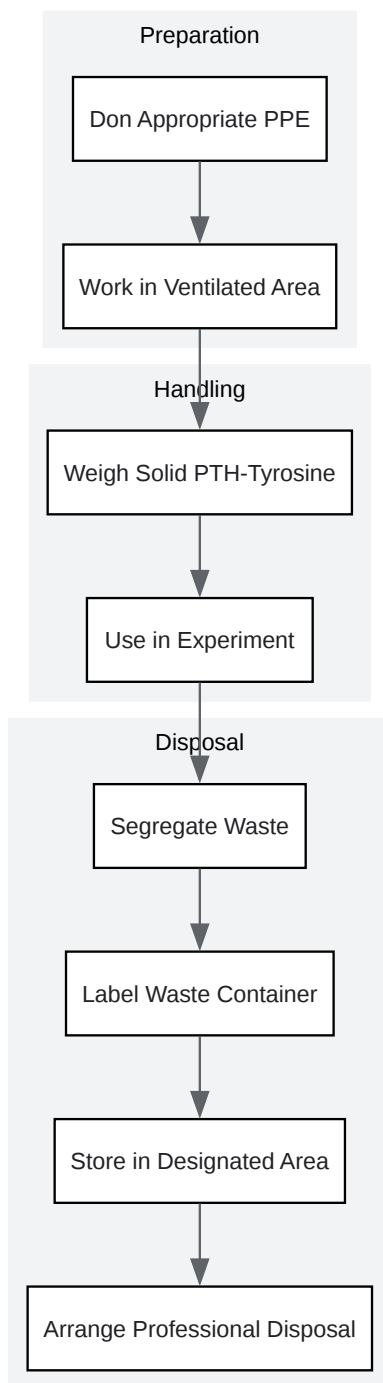 Preparation
Don Appropriate PPE
Work in Ventilated Area
Handling
Weigh Solid PTH-Tyrosine
Use in Experiment
Disposal
Segregate Waste
Label Waste Container
Store in Designated Area
Arrange Professional Disposal